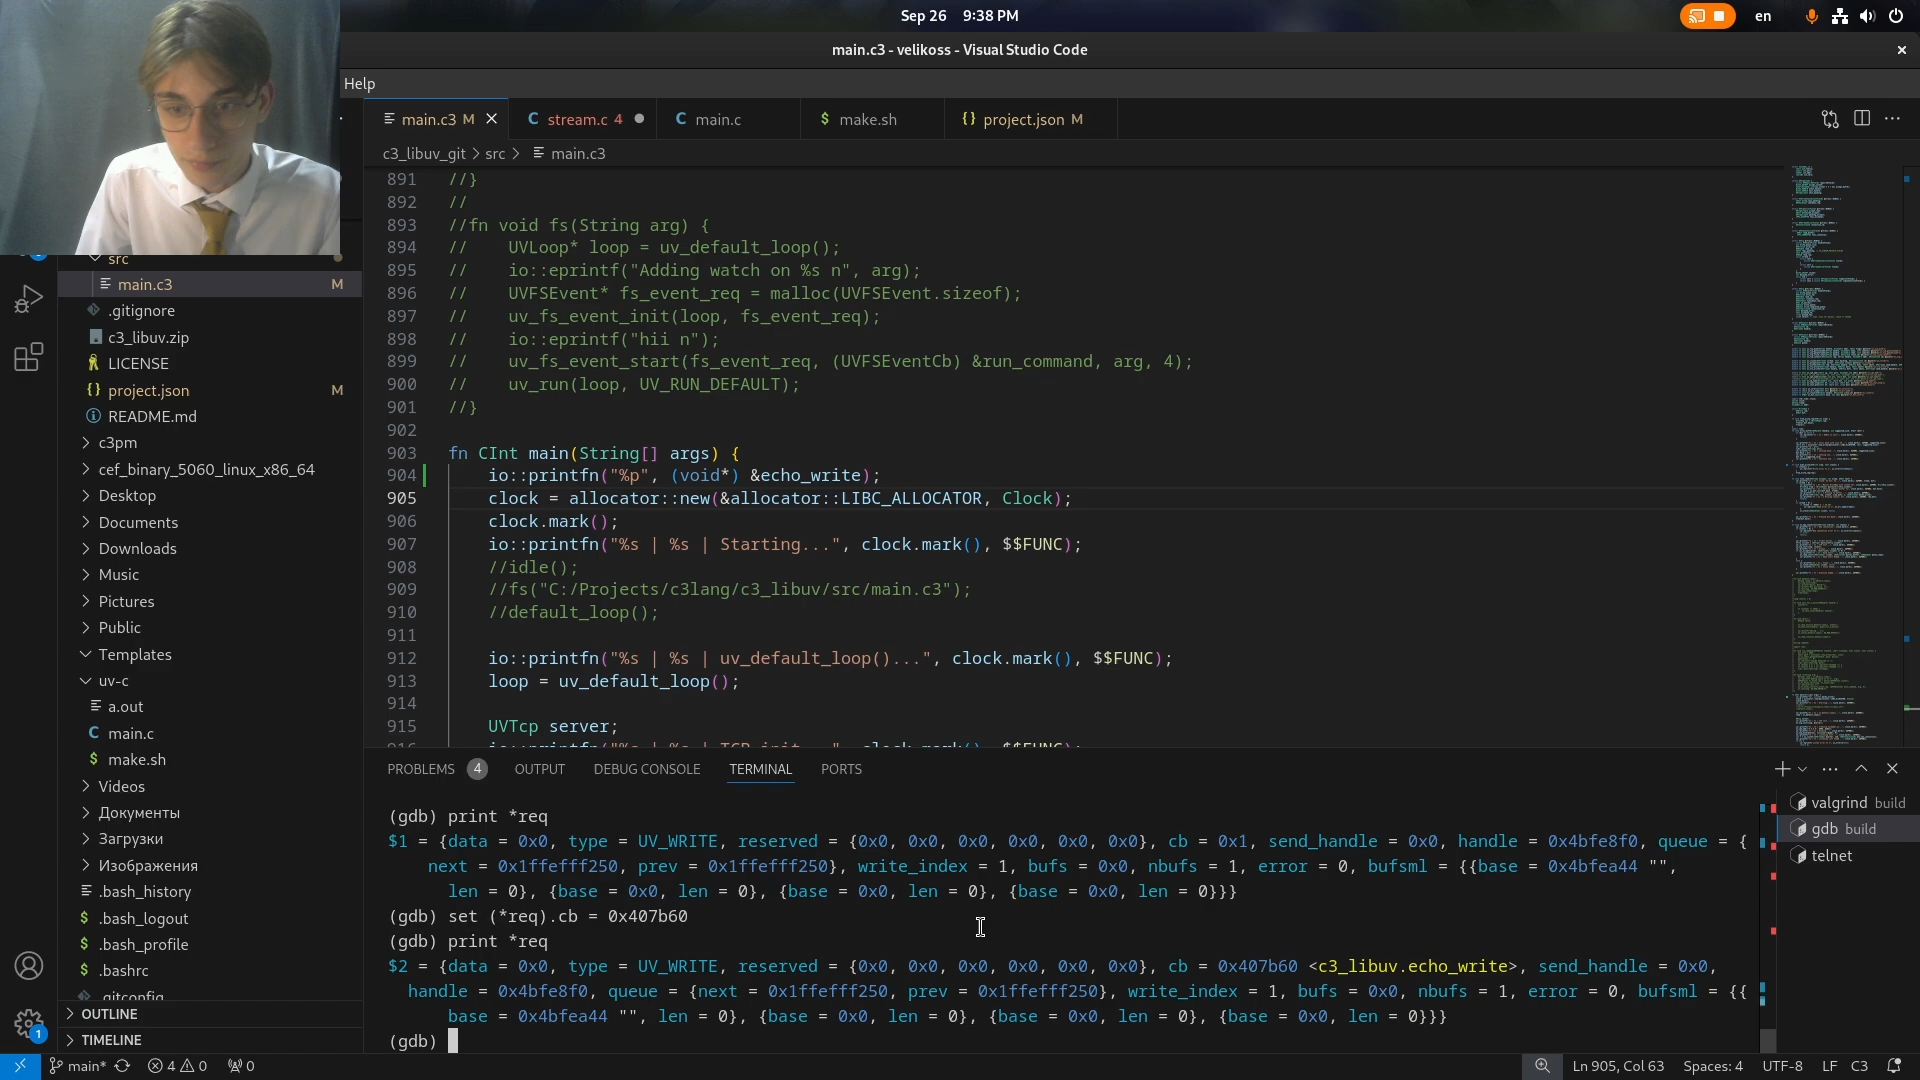 Sep 26 9:38 PM
en
main.c3 - velikoss - Visual Studio Code
Help
main.c3 M
stream.c 4
main.c
make.sh
project.json M
c3_libuv_git > src > main.c3
src
main.c3 M
.gitignore
c3_libuv.zip
LICENSE
project.json M
README.md
c3pm
cef_binary_5060_linux_x86_64
Desktop
Documents
Downloads
Music
Pictures
Public
Templates
uv-c
a.out
main.c
make.sh
Videos
Документы
Загрузки
Изображения
.bash_history
.bash_logout
.bash_profile
.bashrc
.gitconfig
OUTLINE
TIMELINE
891 //}
892 //
893 //fn void fs(String arg) {
894 //    UVLoop* loop = uv_default_loop();
895 //    io::eprintf("Adding watch on %s n", arg);
896 //    UVFSEvent* fs_event_req = malloc(UVFSEvent.sizeof);
897 //    uv_fs_event_init(loop, fs_event_req);
898 //    io::eprintf("hii n");
899 //    uv_fs_event_start(fs_event_req, (UVFSEventCb) &run_command, arg, 4);
900 //    uv_run(loop, UV_RUN_DEFAULT);
901 //}
902
903 fn CInt main(String[] args) {
904     io::printfn("%p", (void*) &echo_write);
905     clock = allocator::new(&allocator::LIBC_ALLOCATOR, Clock);
906     clock.mark();
907     io::printfn("%s | %s | Starting...", clock.mark(), $$FUNC);
908     //idle();
909     //fs("C:/Projects/c3lang/c3_libuv/src/main.c3");
910     //default_loop();
911
912     io::printfn("%s | %s | uv_default_loop()...", clock.mark(), $$FUNC);
913     loop = uv_default_loop();
914
915     UVTcp server;
916     io::printfn("%s | %s | TCP init...", clock.mark(), $$FUNC);
PROBLEMS 4 OUTPUT DEBUG CONSOLE TERMINAL PORTS
(gdb) print *req
$1 = {data = 0x0, type = UV_WRITE, reserved = {0x0, 0x0, 0x0, 0x0, 0x0, 0x0}, cb = 0x1, send_handle = 0x0, handle = 0x4bfe8f0, queue = {
next = 0x1ffefff250, prev = 0x1ffefff250}, write_index = 1, bufs = 0x0, nbufs = 1, error = 0, bufsml = {{base = 0x4bfea44 "",
len = 0}, {base = 0x0, len = 0}, {base = 0x0, len = 0}, {base = 0x0, len = 0}}}
(gdb) set (*req).cb = 0x407b60
(gdb) print *req
$2 = {data = 0x0, type = UV_WRITE, reserved = {0x0, 0x0, 0x0, 0x0, 0x0, 0x0}, cb = 0x407b60 <c3_libuv.echo_write>, send_handle = 0x0,
handle = 0x4bfe8f0, queue = {next = 0x1ffefff250, prev = 0x1ffefff250}, write_index = 1, bufs = 0x0, nbufs = 1, error = 0, bufsml = {{
base = 0x4bfea44 "", len = 0}, {base = 0x0, len = 0}, {base = 0x0, len = 0}, {base = 0x0, len = 0}}}
(gdb)
valgrind build
gdb build
telnet
1
main* 4 0 0
Ln 905, Col 63 Spaces: 4 UTF-8 LF C3